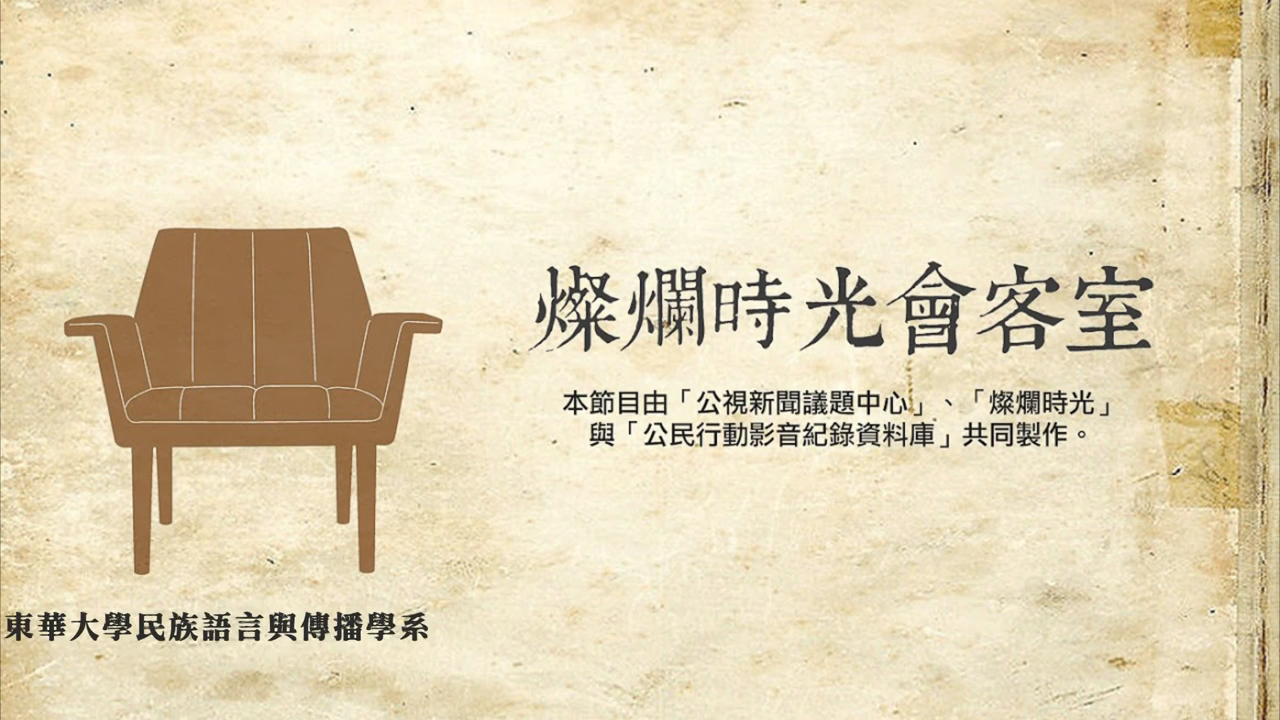 燦爛時光會客室
本節目由「公視新聞議題中心」、「燦爛時光」
與「公民行動影音紀錄資料庫」共同製作。
東華大學民族語言與傳播學系